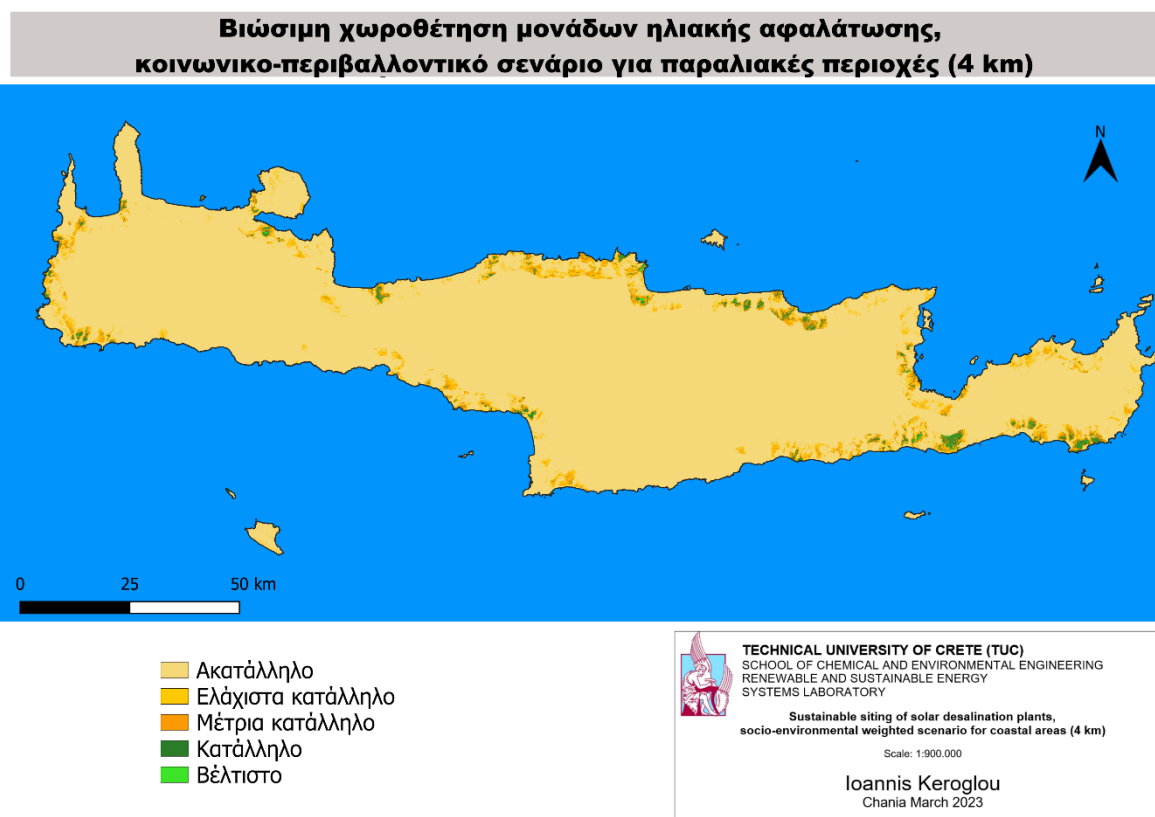 Βιώσιμη χωροθέτηση μονάδων ηλιακής αφαλάτωσης,
κοινωνικο-περιβαλλοντικό σενάριο για παραλιακές περιοχές (4 km)
N
0 25 50 km
Ακατάλληλο
Ελάχιστα κατάλληλο
Μέτρια κατάλληλο
Κατάλληλο
Βέλτιστο
TECHNICAL UNIVERSITY OF CRETE (TUC)
SCHOOL OF CHEMICAL AND ENVIRONMENTAL ENGINEERING
RENEWABLE AND SUSTAINABLE ENERGY
SYSTEMS LABORATORY
Sustainable siting of solar desalination plants,
socio-environmental weighted scenario for coastal areas (4 km)
Scale: 1:900.000
Ioannis Keroglou
Chania March 2023